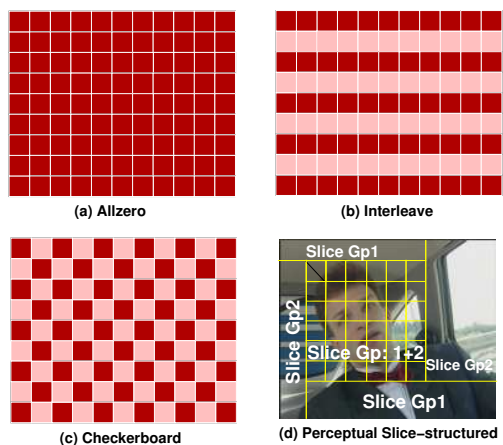 (a) Allzero
(b) Interleave
Slice Gp1
Slice Gp2
Slice Gp: 1+2
Slice Gp2
Slice Gp1
(c) Checkerboard
(d) Perceptual Slice−structured